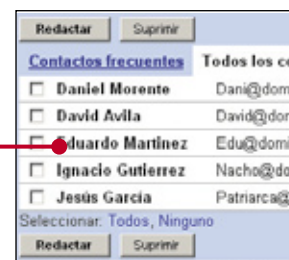 Redactar Suprimir
Contactos frecuentes Todos los co
Daniel Morente Dani@dom
David Avila David@dom
Eduardo Martinez Edu@domi
Ignacio Gutierrez Nacho@do
Jesús García Patriarca@
Seleccionar: Todos, Ninguno
Redactar Suprimir